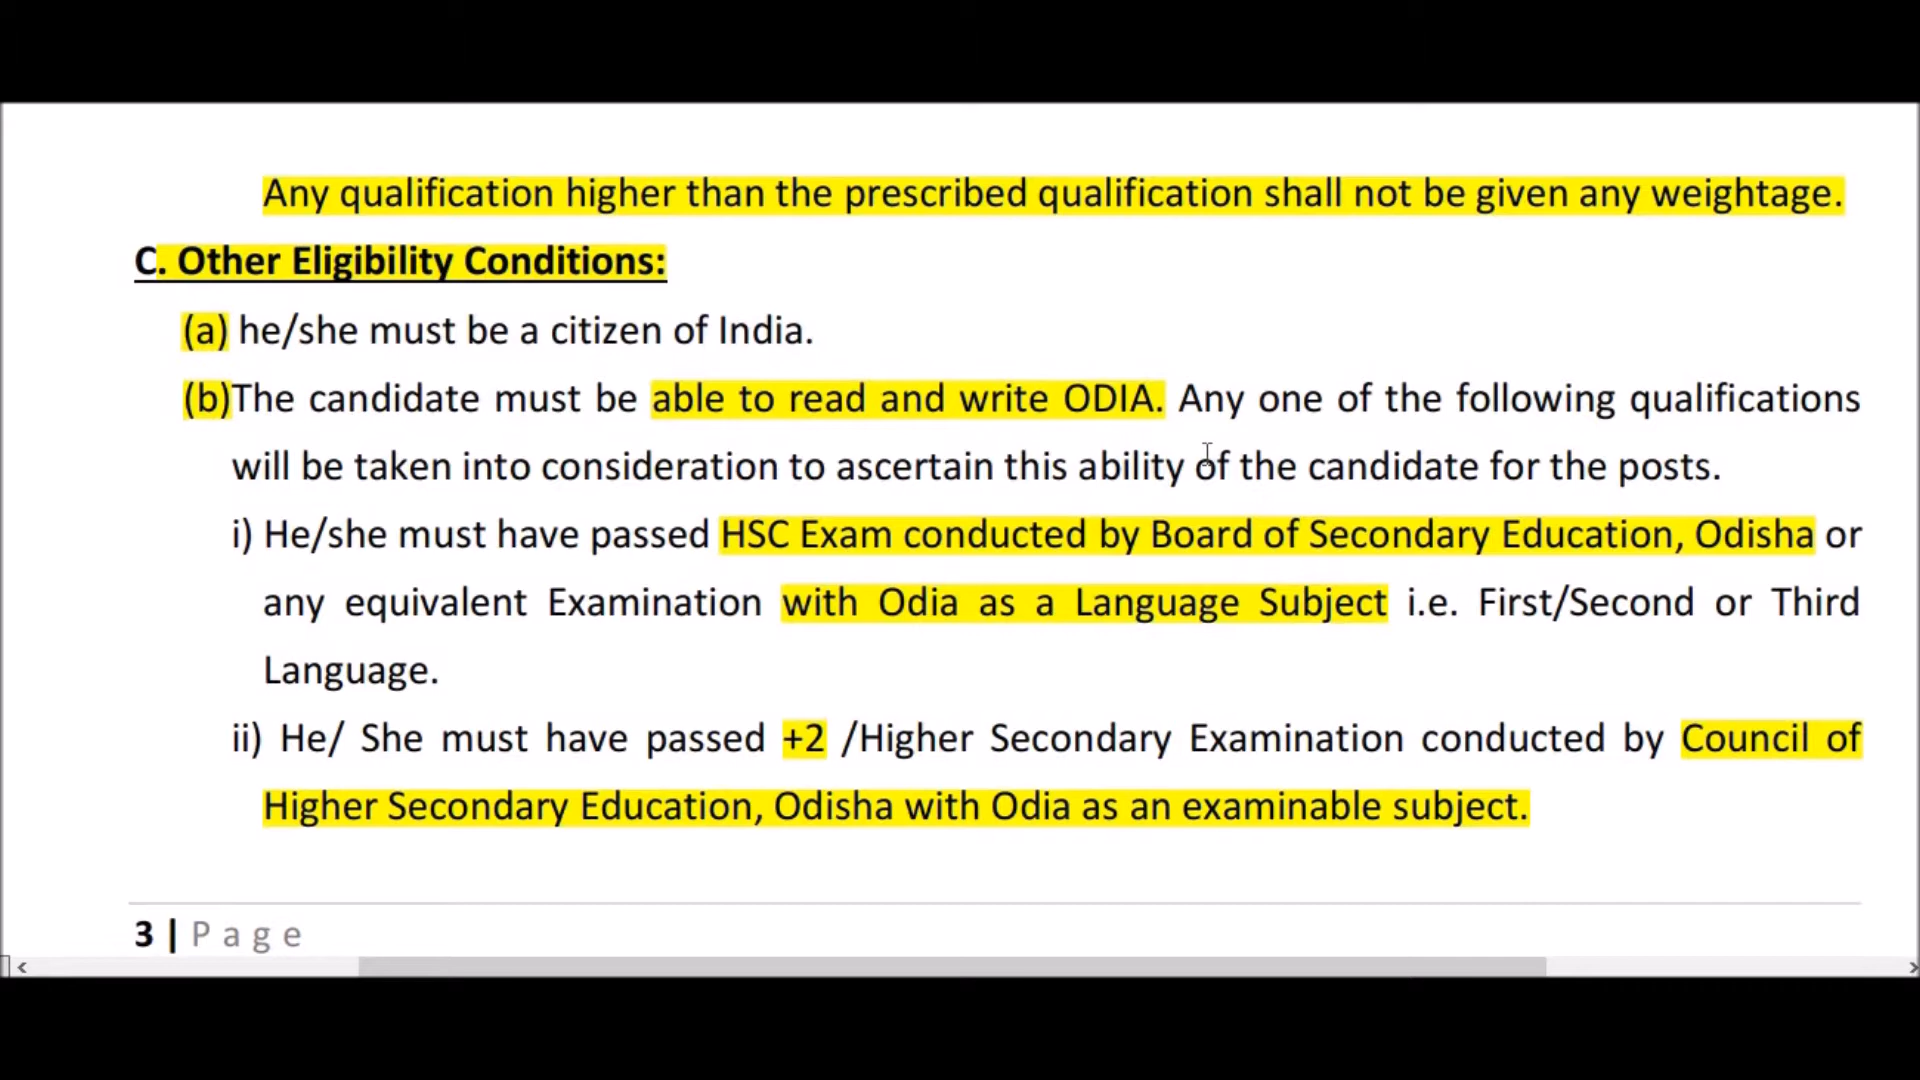 Any qualification higher than the prescribed qualification shall not be given any weightage.
C. Other Eligibility Conditions:
(a) he/she must be a citizen of India.
(b)The candidate must be able to read and write ODIA. Any one of the following qualifications
will be taken into consideration to ascertain this ability of the candidate for the posts.
i) He/she must have passed HSC Exam conducted by Board of Secondary Education, Odisha or
any equivalent Examination with Odia as a Language Subject i.e. First/Second or Third
Language.
ii) He/ She must have passed +2 /Higher Secondary Examination conducted by Council of
Higher Secondary Education, Odisha with Odia as an examinable subject.
3 | Page